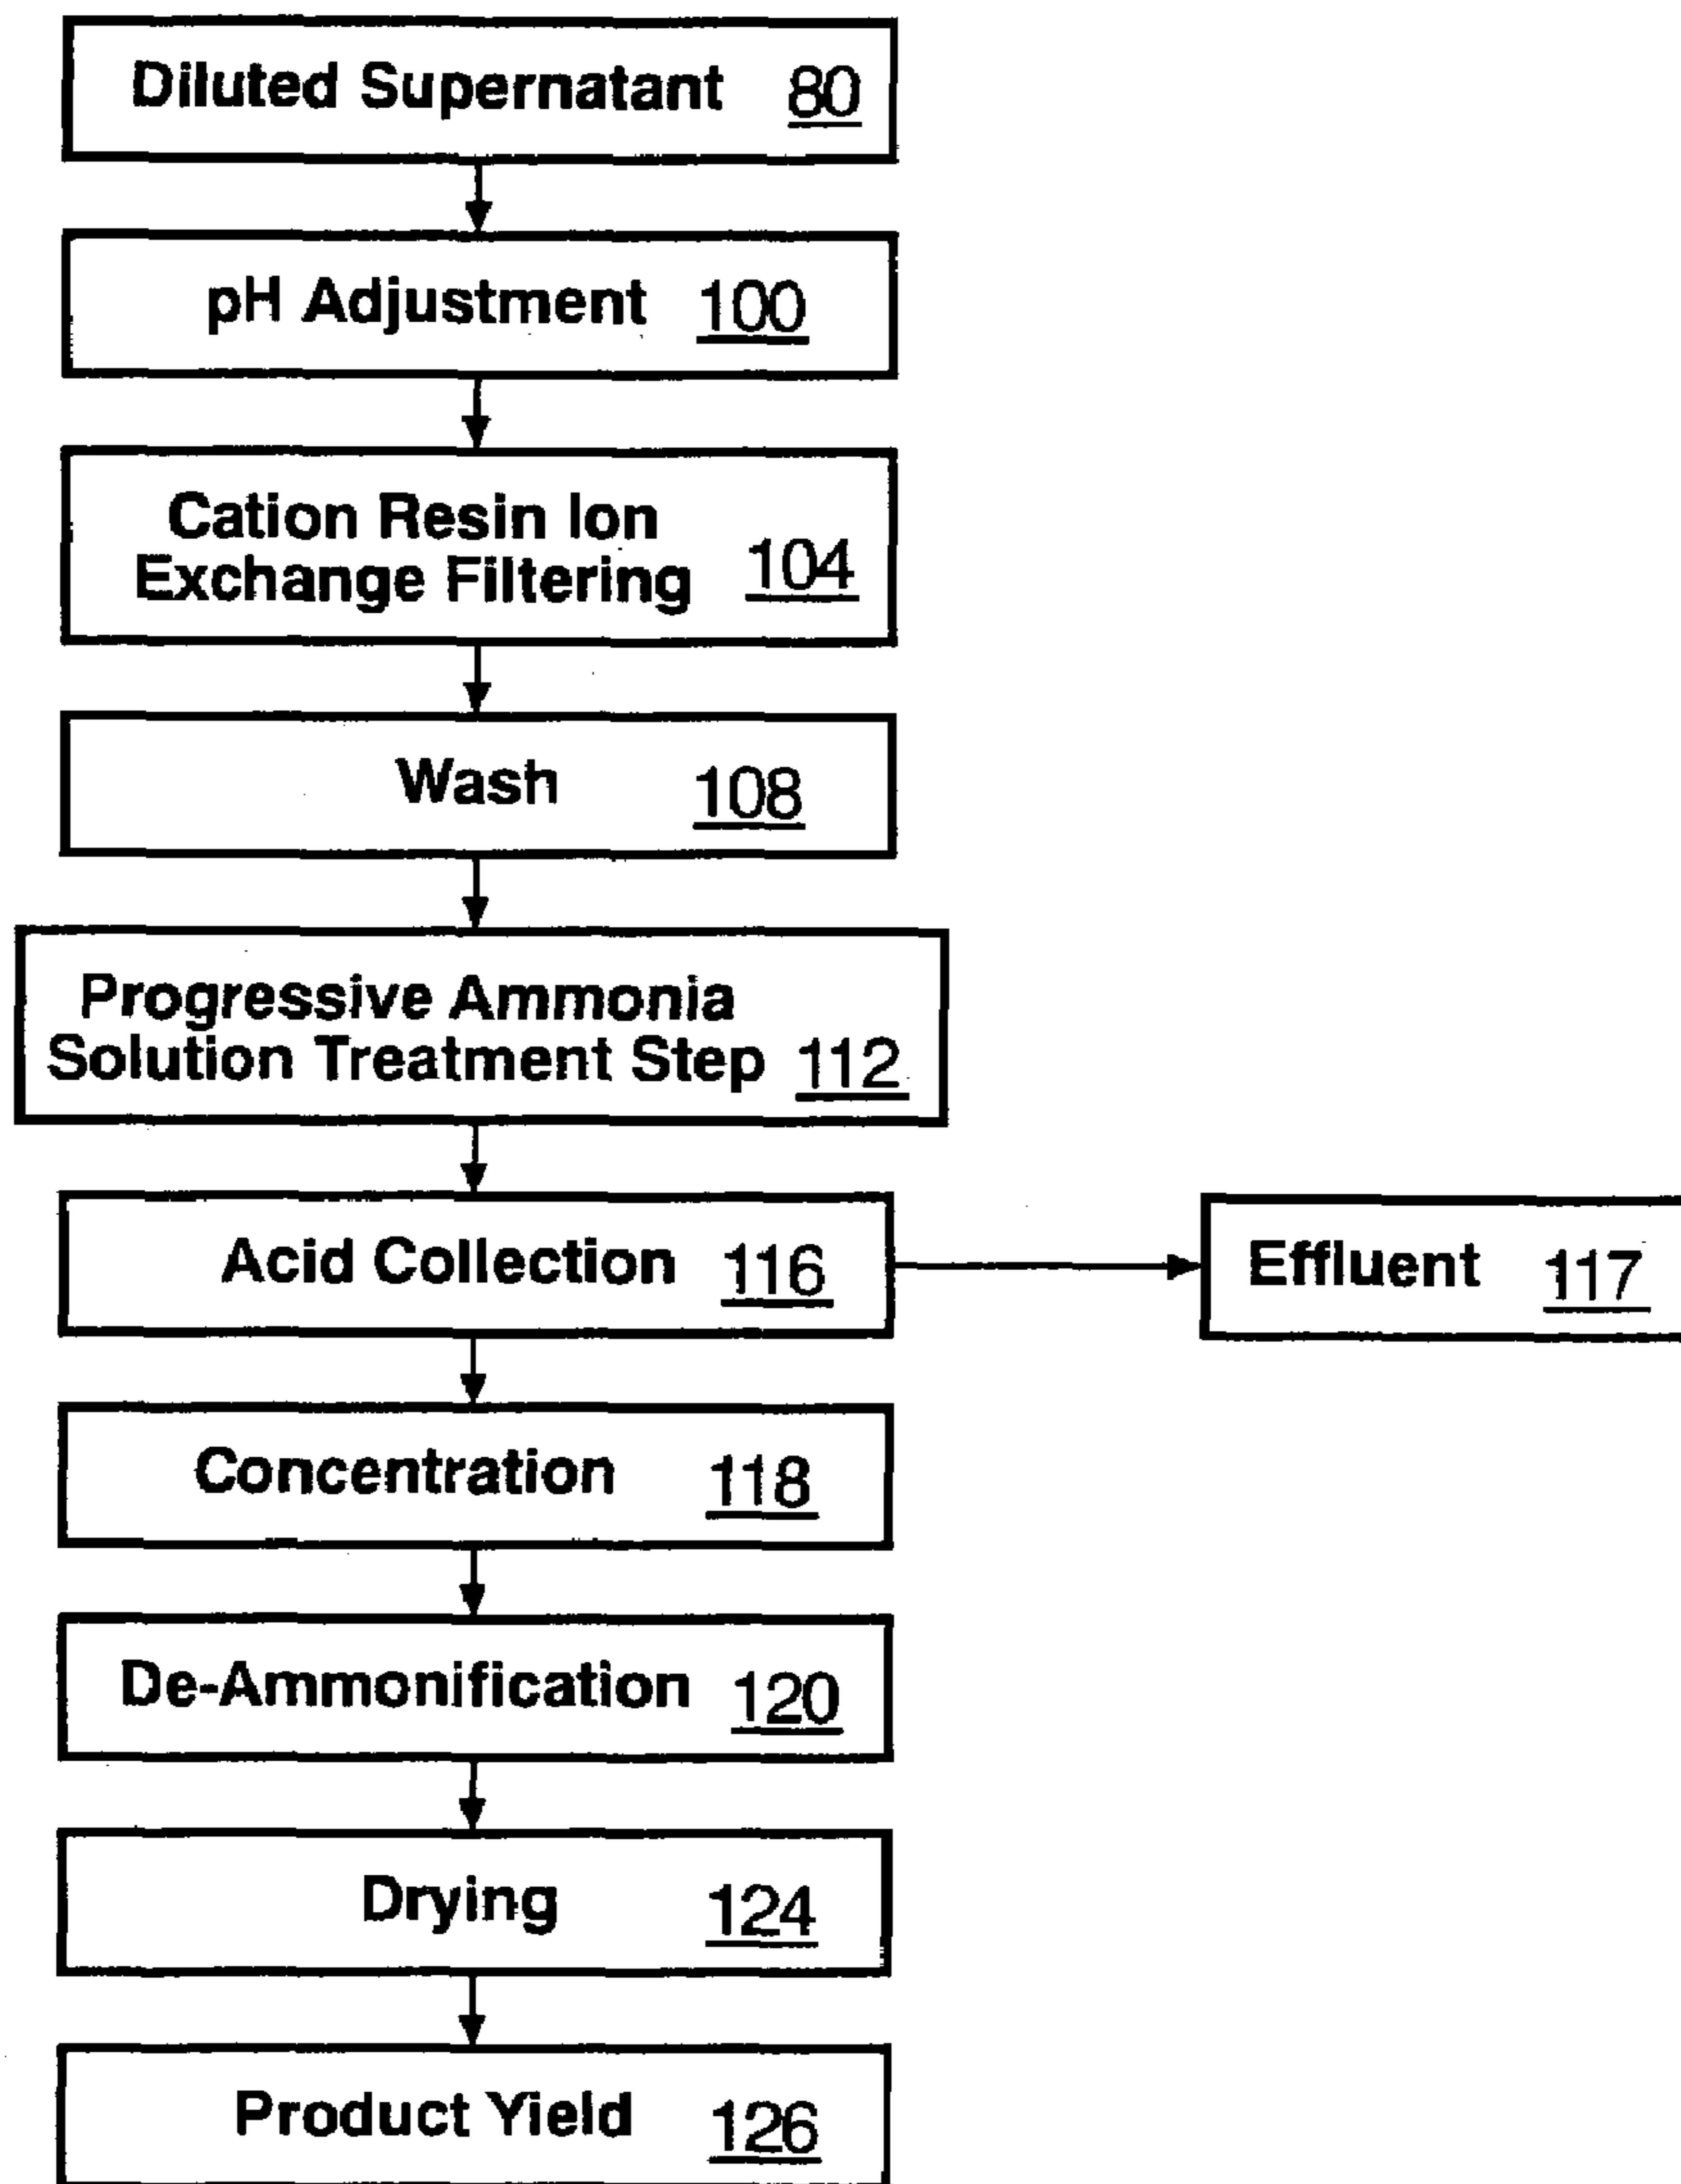 Diluted Supernatant 80
pH Adjustment 100
Cation Resin Ion
Exchange Filtering 104
Wash 108
Progressive Ammonia
Solution Treatment Step 112
Acid Collection 116
Effluent 117
Concentration 118
De-Ammonification 120
Drying 124
Product Yield 126